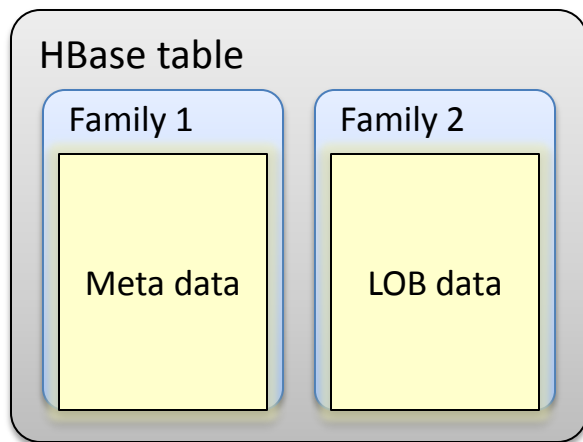 HBase table
Family 1
Family 2
Meta data
LOB data